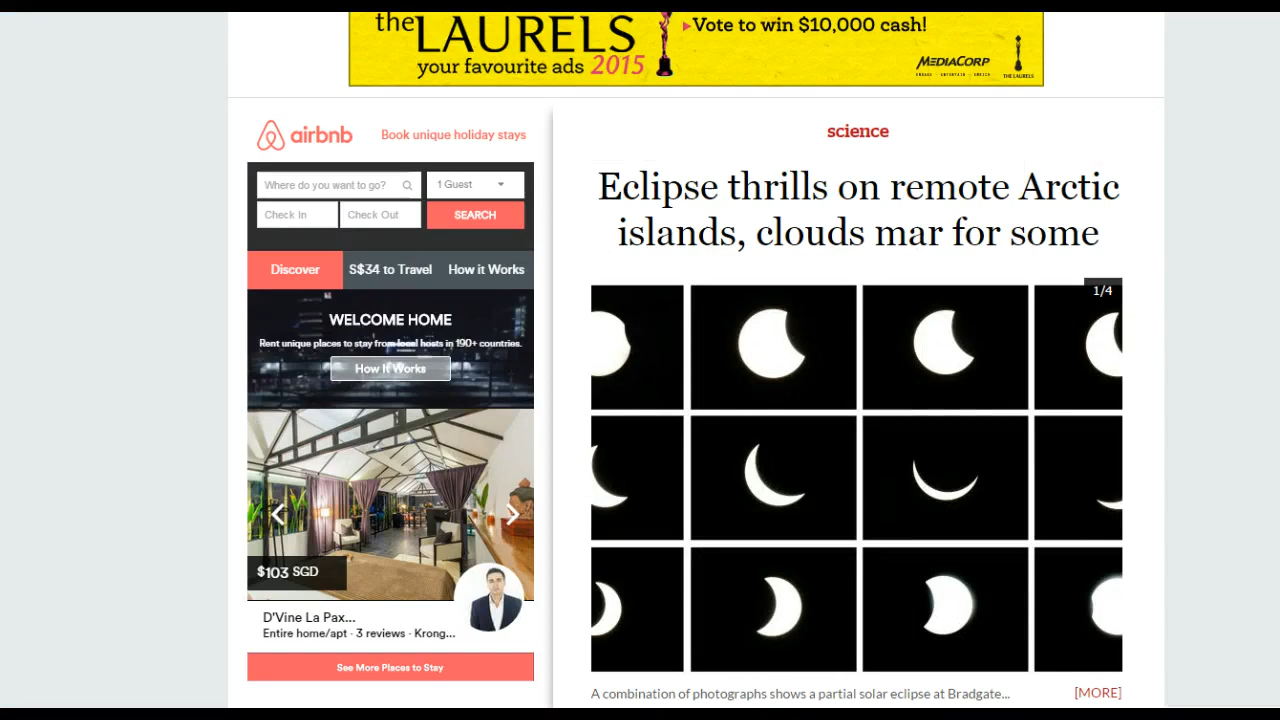 the LAURELS
your favourite ads 2015
▶Vote to win $10,000 cash!
MEDIACORP
THE LAURELS
airbnb
Book unique holiday stays
Where do you want to go?
1 Guest
Check In
Check Out
SEARCH
Discover
S$34 to Travel
How it Works
WELCOME HOME
Rent unique places to stay from local hosts in 190+ countries.
How It Works
$103 SGD
D'Vine La Pax...
Entire home/apt · 3 reviews · Krong...
See More Places to Stay
science
Eclipse thrills on remote Arctic
islands, clouds mar for some
1/4
A combination of photographs shows a partial solar eclipse at Bradgate...
[MORE]